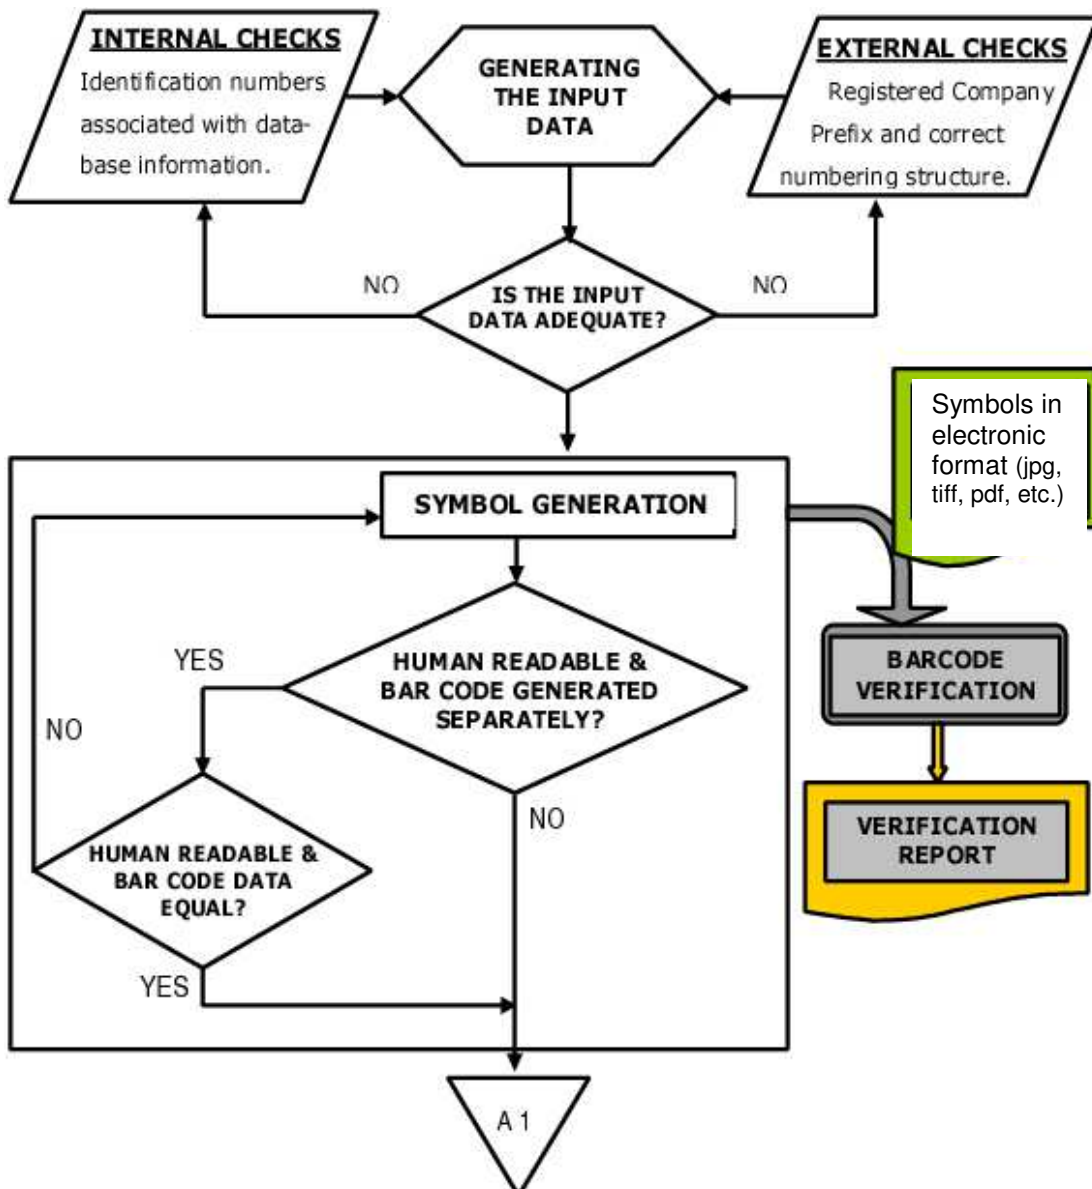 INTERNAL CHECKS
Identification numbers
associated with data-
base information.
GENERATING
THE INPUT
DATA
EXTERNAL CHECKS
Registered Company
Prefix and correct
numbering structure.
NO
IS THE INPUT
DATA ADEQUATE?
NO
Symbols in
electronic
format (jpg,
tiff, pdf, etc.)
SYMBOL GENERATION
YES
HUMAN READABLE &
BAR CODE GENERATED
SEPARATELY?
BARCODE
VERIFICATION
NO
NO
VERIFICATION
REPORT
HUMAN READABLE &
BAR CODE DATA
EQUAL?
YES
A 1